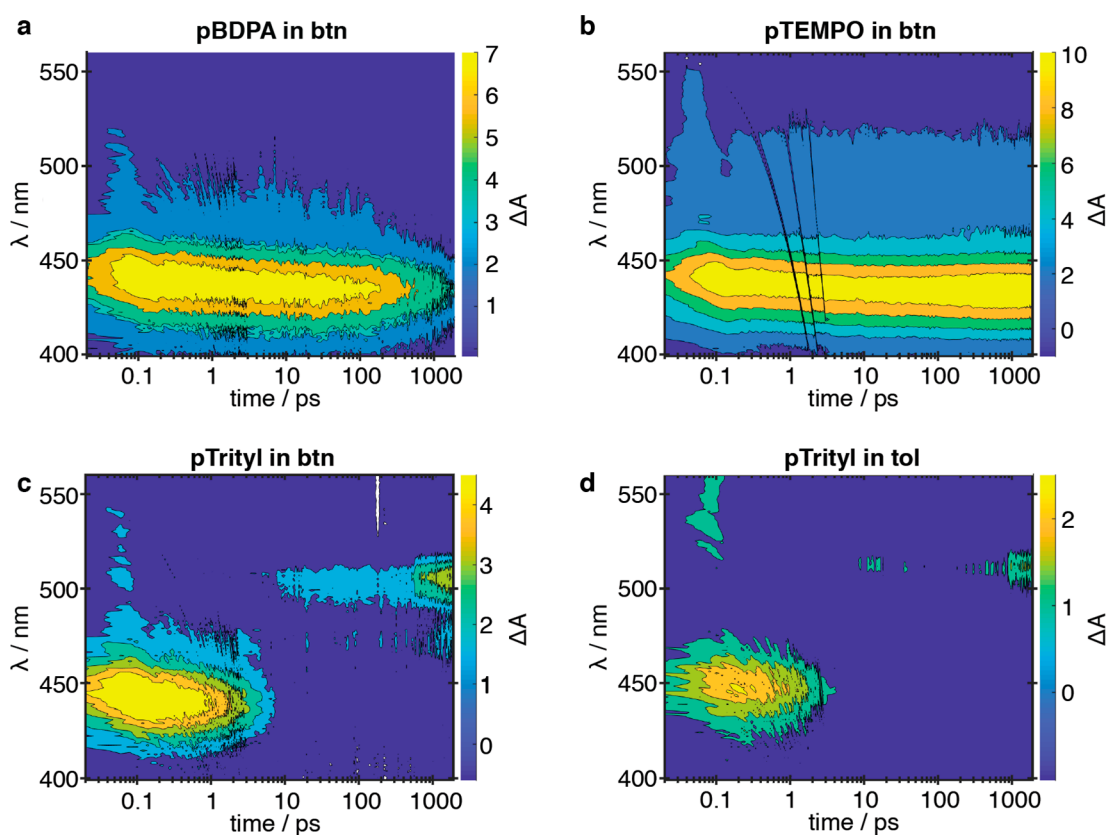 a
pBDPA in btn
550
500
450
400
λ / nm
0.1 1 10 100 1000
time / ps
7
6
5
4
3
2
1
ΔA
b
pTEMPO in btn
550
500
450
400
λ / nm
0.1 1 10 100 1000
time / ps
10
8
6
4
2
0
ΔA
c
pTrityl in btn
550
500
450
400
λ / nm
0.1 1 10 100 1000
time / ps
4
3
2
1
0
ΔA
d
pTrityl in tol
550
500
450
400
λ / nm
0.1 1 10 100 1000
time / ps
2
1
0
ΔA